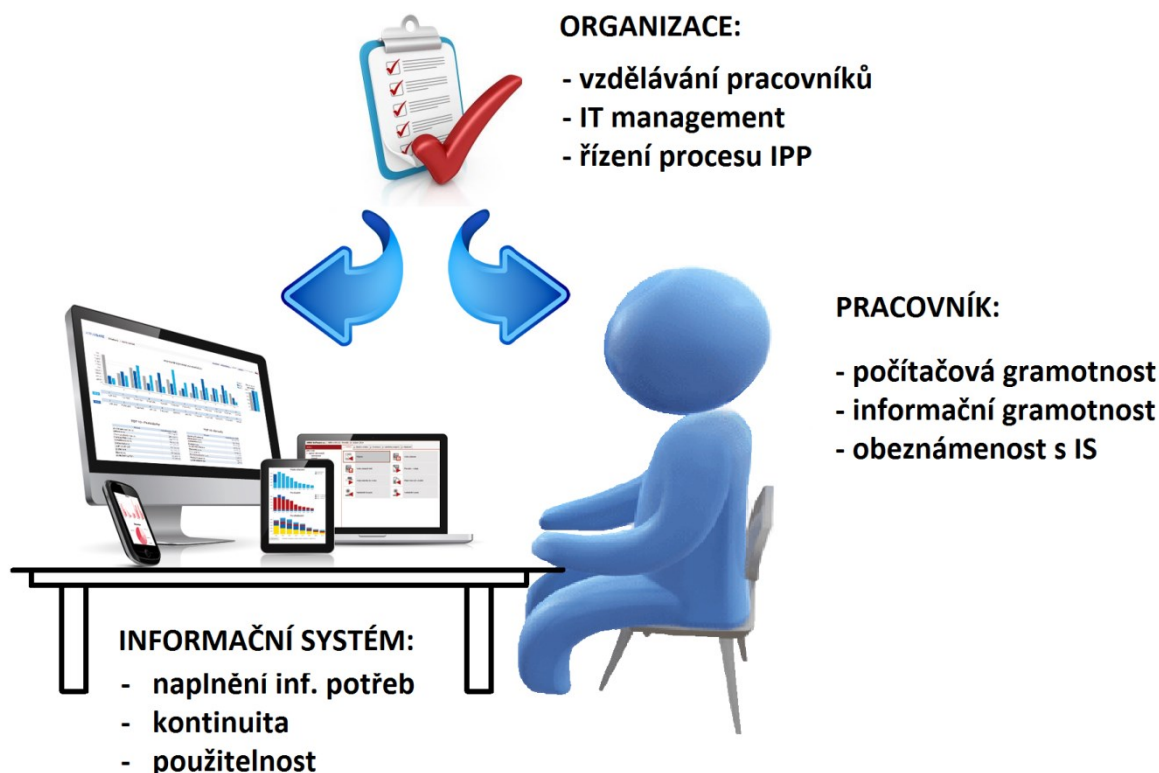 ORGANIZACE:
- vzdělávání pracovníků
- IT management
- řízení procesu IPP
PRACOVNÍK:
- počítačová gramotnost
- informační gramotnost
- obeznámenost s IS
INFORMAČNÍ SYSTÉM:
- naplnění inf. potřeb
- kontinuita
- použitelnost